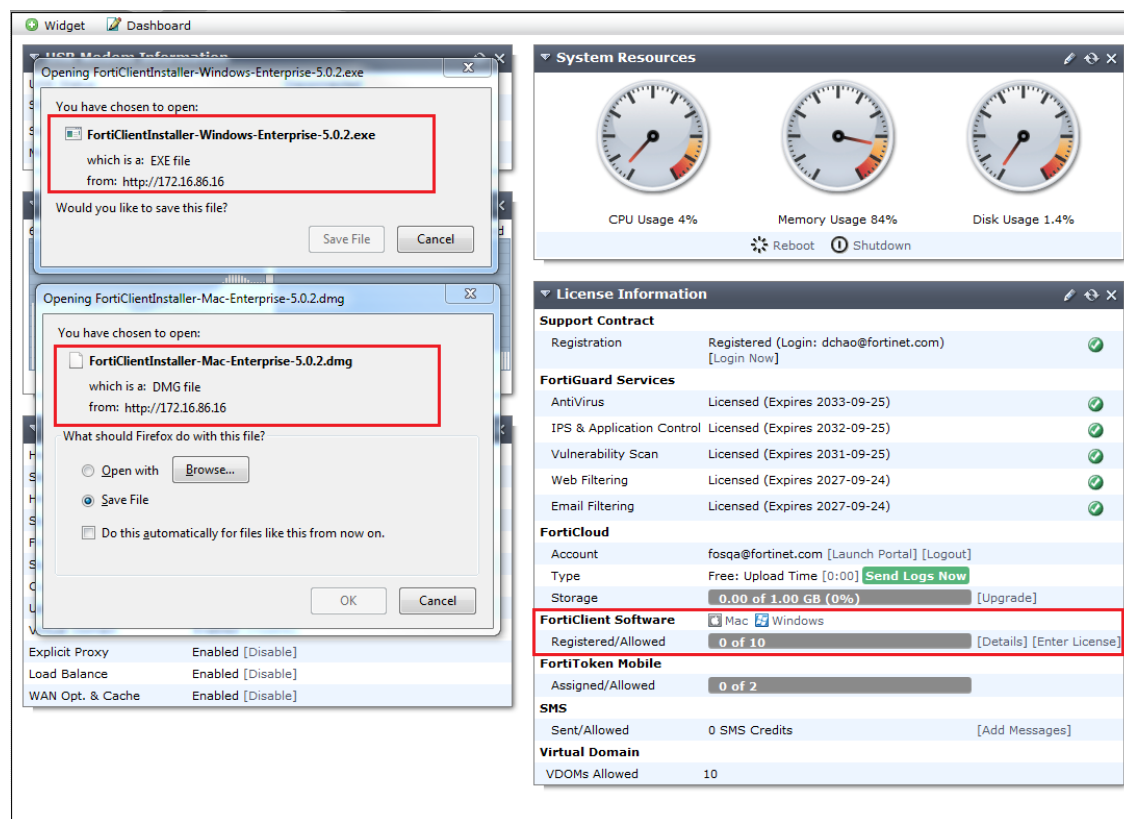 Widget Dashboard
USB Modem Information
Opening FortiClientInstaller-Windows-Enterprise-5.0.2.exe
You have chosen to open:
FortiClientInstaller-Windows-Enterprise-5.0.2.exe
which is a: EXE file
from: http://172.16.86.16
Would you like to save this file?
Save File Cancel
Opening FortiClientInstaller-Mac-Enterprise-5.0.2.dmg
You have chosen to open:
FortiClientInstaller-Mac-Enterprise-5.0.2.dmg
which is a: DMG file
from: http://172.16.86.16
What should Firefox do with this file?
Open with Browse...
Save File
Do this automatically for files like this from now on.
OK Cancel
Explicit Proxy Enabled [Disable]
Load Balance Enabled [Disable]
WAN Opt. & Cache Enabled [Disable]
System Resources
CPU Usage 4% Memory Usage 84% Disk Usage 1.4%
Reboot Shutdown
License Information
Support Contract
Registration Registered (Login: dchao@fortinet.com)
[Login Now]
FortiGuard Services
AntiVirus Licensed (Expires 2033-09-25)
IPS & Application Control Licensed (Expires 2032-09-25)
Vulnerability Scan Licensed (Expires 2031-09-25)
Web Filtering Licensed (Expires 2027-09-24)
Email Filtering Licensed (Expires 2027-09-24)
FortiCloud
Account fosqa@fortinet.com [Launch Portal] [Logout]
Type Free: Upload Time [0:00] Send Logs Now
Storage 0.00 of 1.00 GB (0%) [Upgrade]
FortiClient Software Mac Windows
Registered/Allowed 0 of 10 [Details] [Enter License]
FortiToken Mobile
Assigned/Allowed 0 of 2
SMS
Sent/Allowed 0 SMS Credits [Add Messages]
Virtual Domain
VDOMs Allowed 10